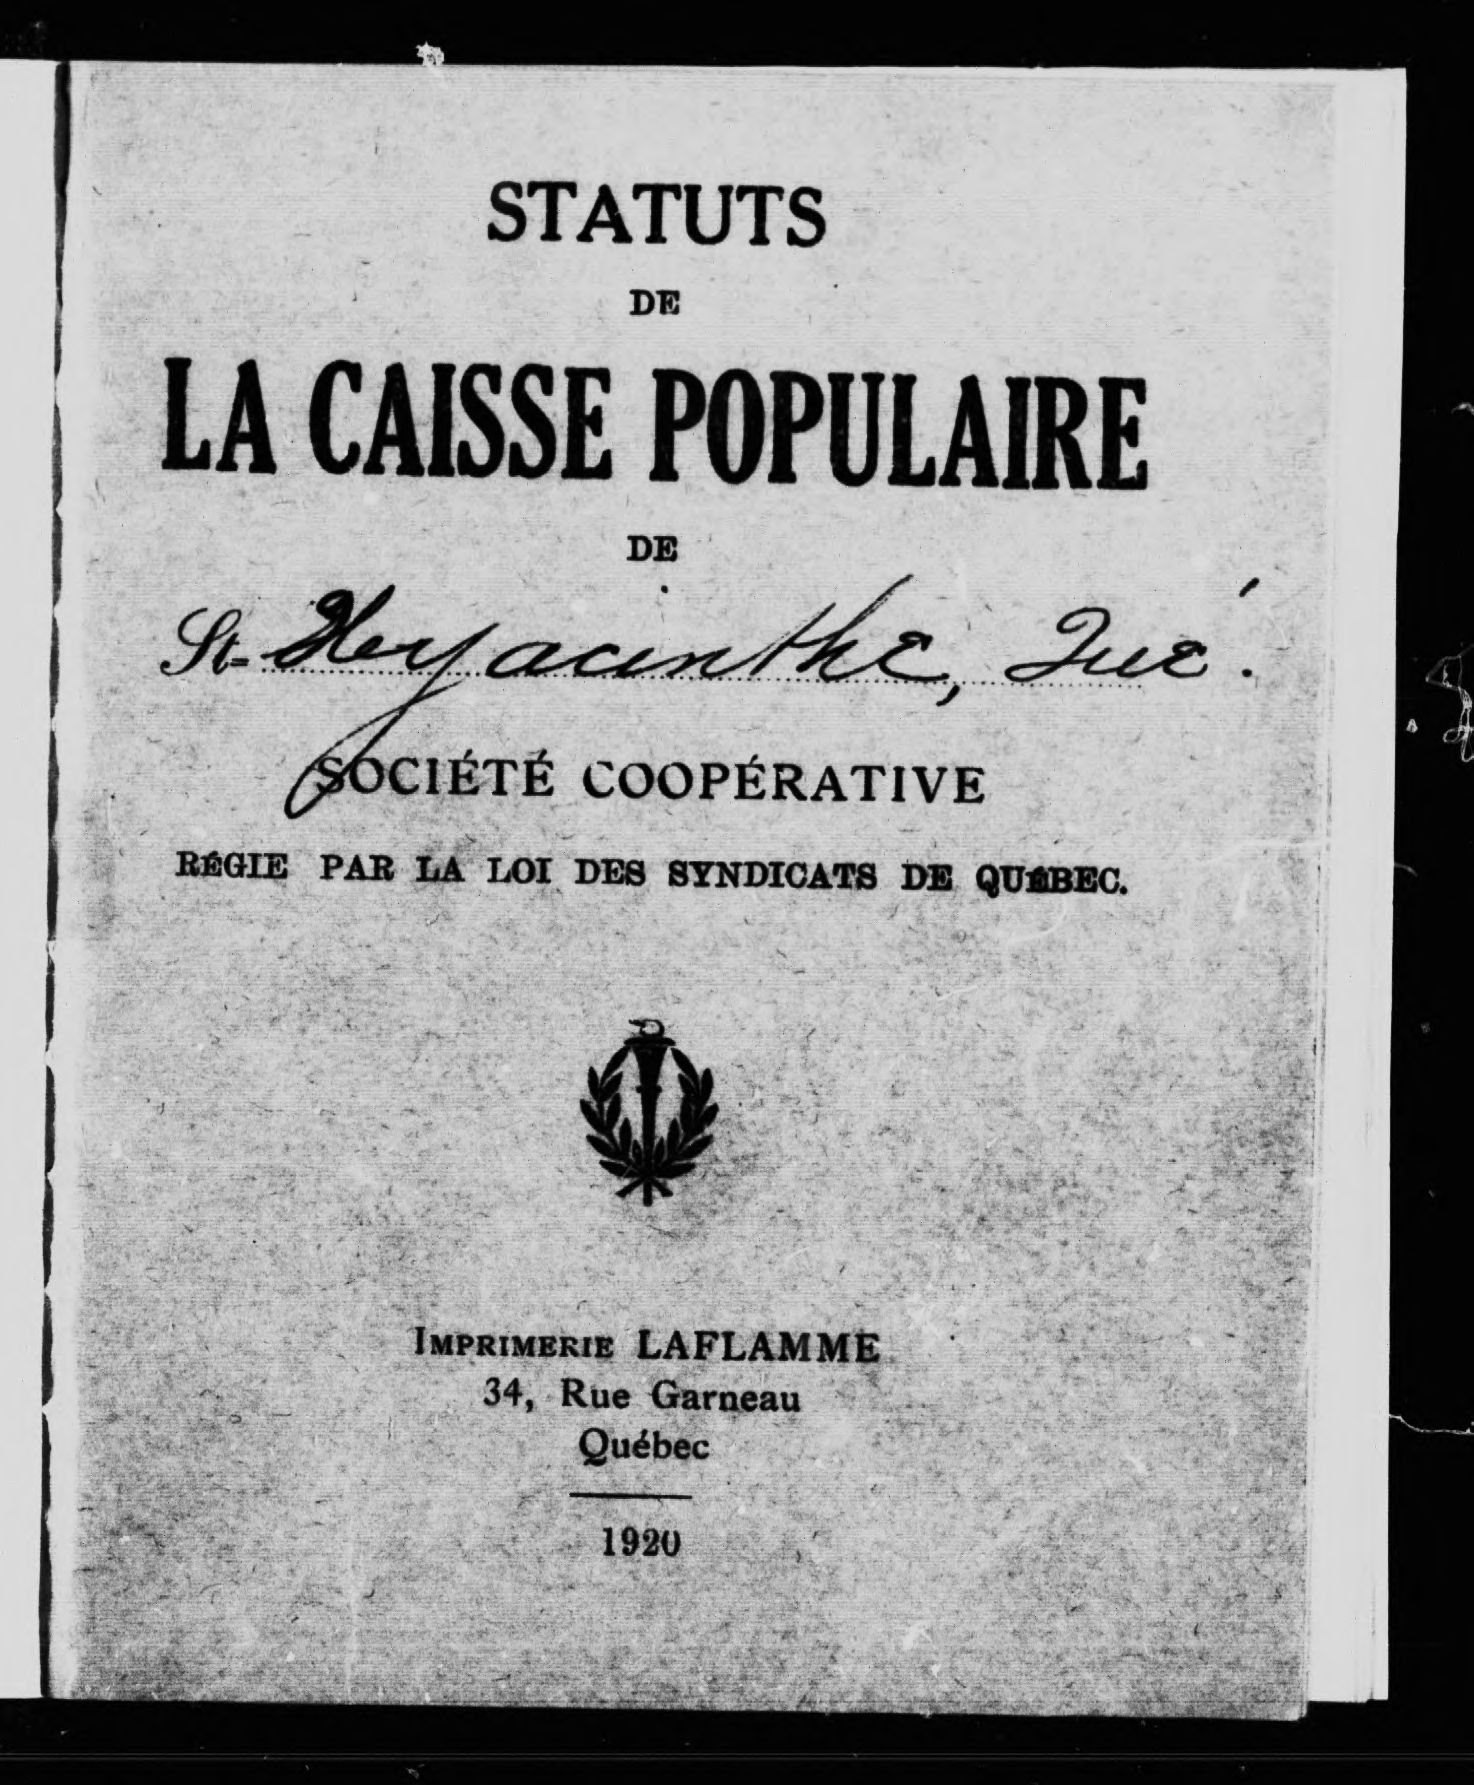 STATUTS
DE
LA CAISSE POPULAIRE
DE
St-Hyacinthe, Qué.
SOCIÉTÉ COOPÉRATIVE
RÉGIE PAR LA LOI DES SYNDICATS DE QUÉBEC.
IMPRIMERIE LAFLAMME
34, Rue Garneau
Québec
1920